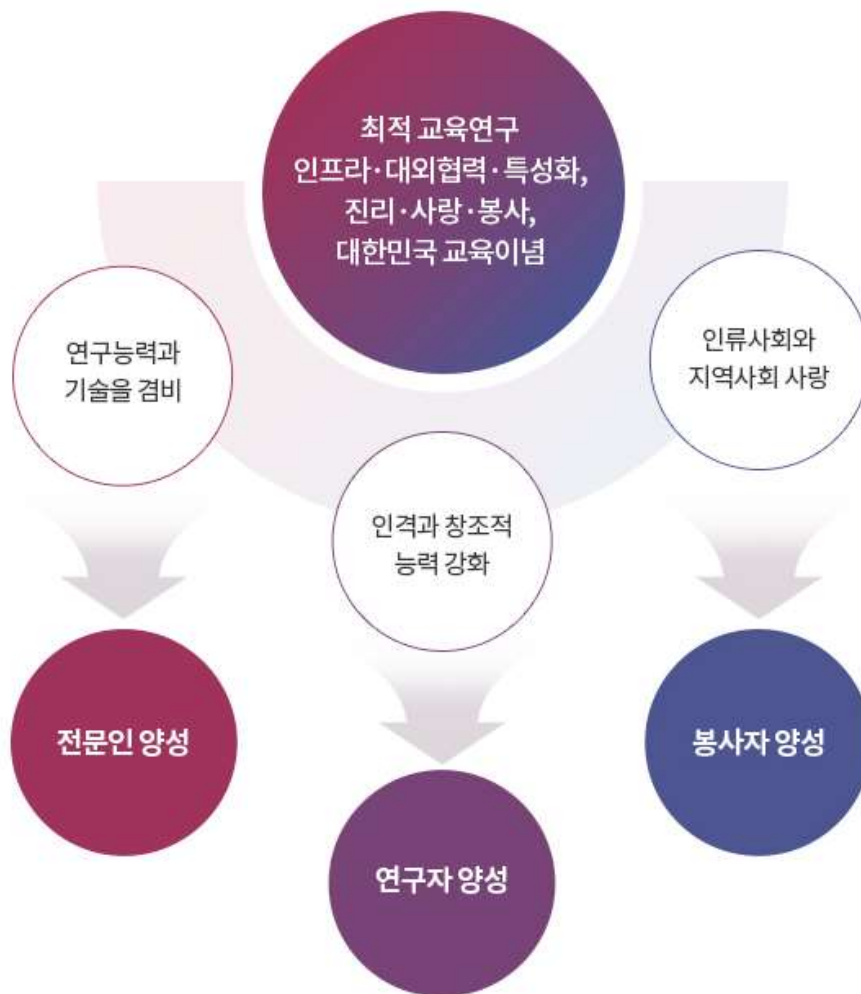 최적 교육연구
인프라·대외협력·특성화,
진리·사랑·봉사,
대한민국 교육이념
연구능력과
기술을 겸비
인격과 창조적
능력 강화
인류사회와
지역사회 사랑
전문인 양성
연구자 양성
봉사자 양성